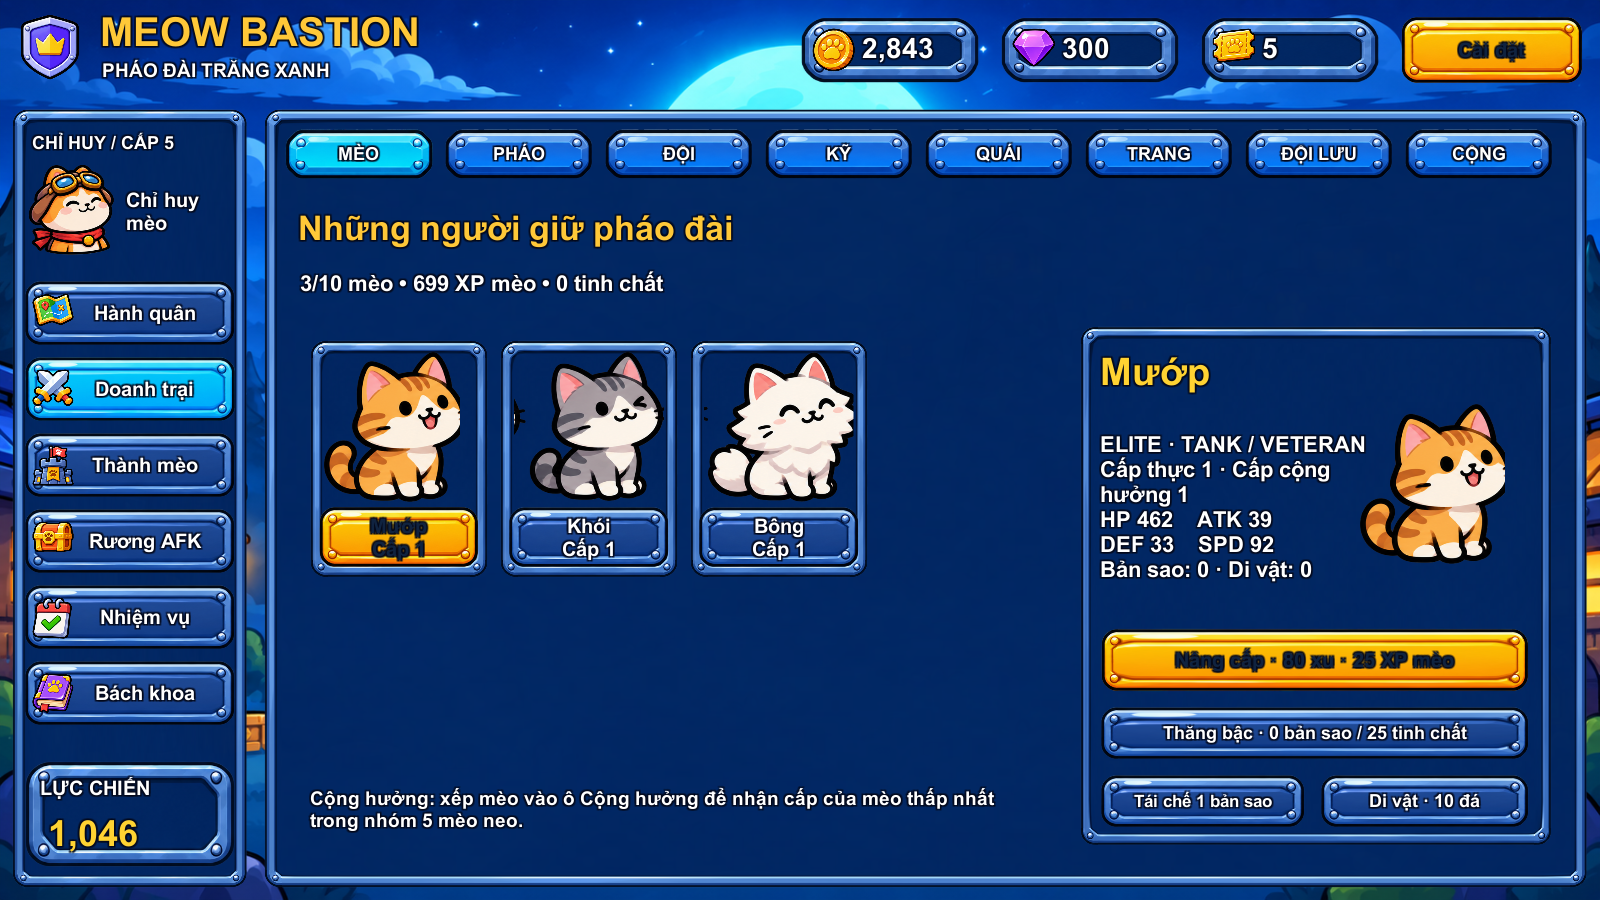 MEOW BASTION
PHÁO ĐÀI TRĂNG XANH
2,843
300
5
Cài đặt
CHỈ HUY / CẤP 5
Chỉ huy
mèo
Hành quân
Doanh trại
Thành mèo
Rương AFK
Nhiệm vụ
Bách khoa
LỰC CHIẾN
1,046
MÈO
PHÁO
ĐỘI
KỸ
QUÁI
TRANG
ĐỘI LƯU
CỘNG
Những người giữ pháo đài
3/10 mèo • 699 XP mèo • 0 tinh chất
Mướp
Cấp 1
Khói
Cấp 1
Bông
Cấp 1
Cộng hưởng: xếp mèo vào ô Cộng hưởng để nhận cấp của mèo thấp nhất
trong nhóm 5 mèo neo.
Mướp
ELITE · TANK / VETERAN
Cấp thực 1 · Cấp cộng
hưởng 1
HP 462 ATK 39
DEF 33 SPD 92
Bản sao: 0 · Di vật: 0
Nâng cấp · 80 xu · 25 XP mèo
Thăng bậc · 0 bản sao / 25 tinh chất
Tái chế 1 bản sao
Di vật · 10 đá